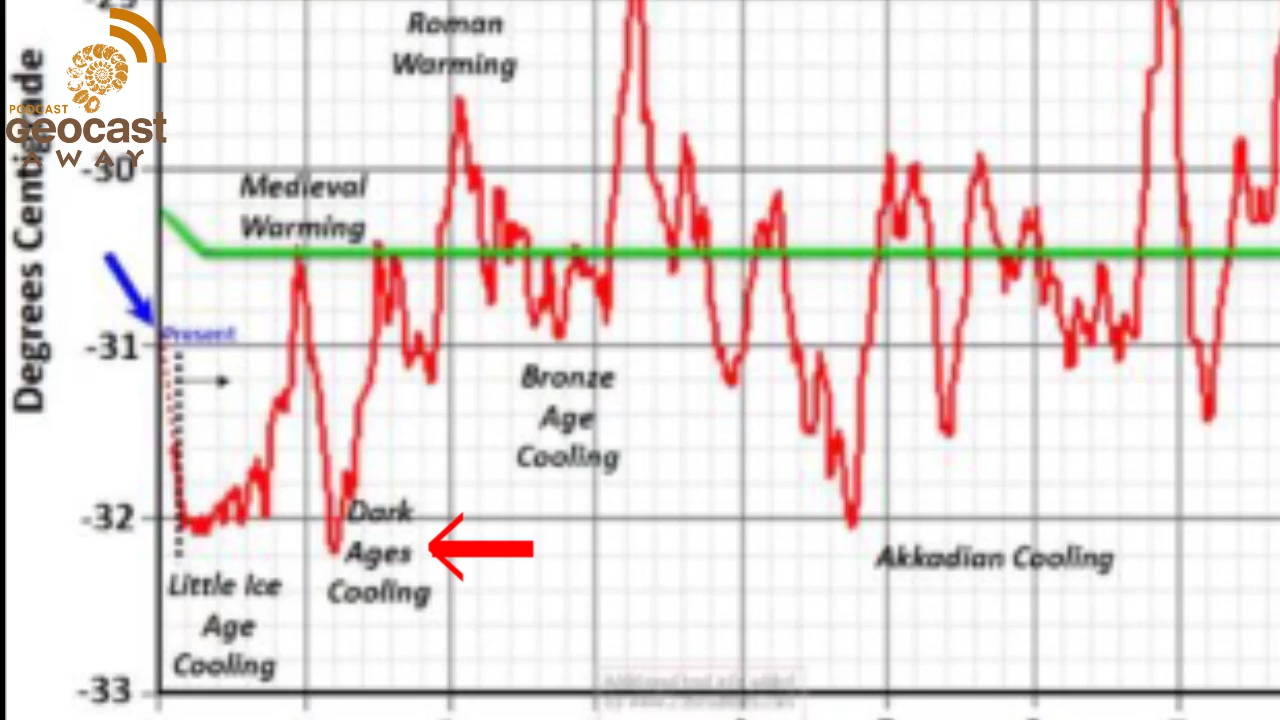 PODCAST
Geocast
AWAY
Degrees Centigrade
-30
-31
-32
-33
Roman
Warming
Medieval
Warming
Present
Bronze
Age
Cooling
Dark
Ages
Cooling
Akkadian Cooling
Little Ice
Age
Cooling